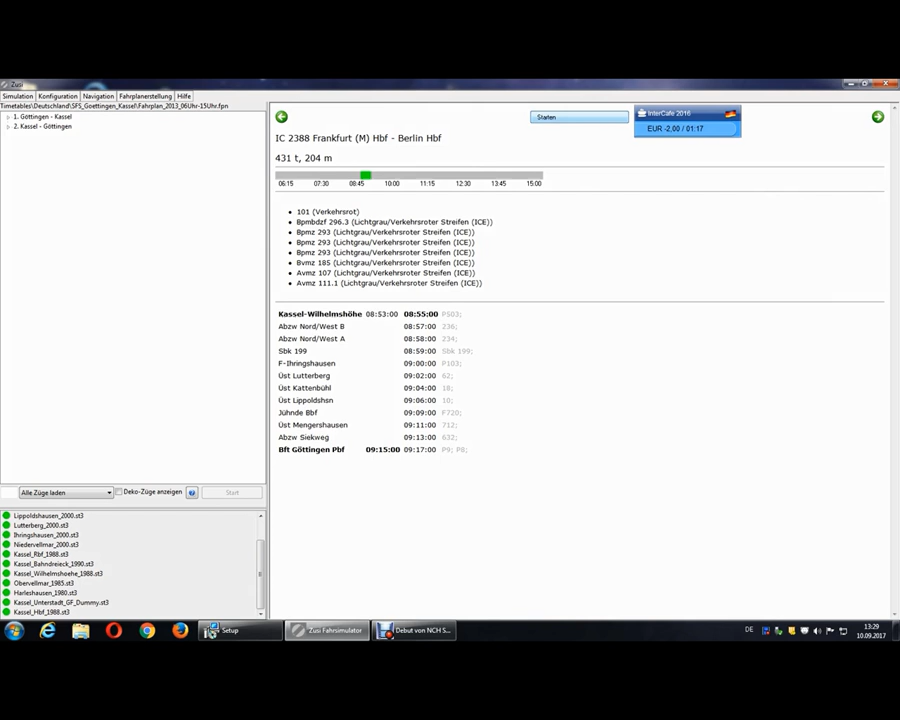 Zusi
Simulation Konfiguration Navigation Fahrplanerstellung Hilfe
Timetables\Deutschland\SFS_Goettingen_Kassel\Fahrplan_2013_06Uhr-15Uhr.fpn
1. Göttingen - Kassel
2. Kassel - Göttingen
Starten
InterCafe 2016
EUR -2,00 / 01:17
IC 2388 Frankfurt (M) Hbf - Berlin Hbf
431 t, 204 m
06:15 07:30 08:45 10:00 11:15 12:30 13:45 15:00
101 (Verkehrsrot)
Bpmbdzf 296.3 (Lichtgrau/Verkehrsroter Streifen (ICE))
Bpmz 293 (Lichtgrau/Verkehrsroter Streifen (ICE))
Bpmz 293 (Lichtgrau/Verkehrsroter Streifen (ICE))
Bpmz 293 (Lichtgrau/Verkehrsroter Streifen (ICE))
Bvmz 185 (Lichtgrau/Verkehrsroter Streifen (ICE))
Avmz 107 (Lichtgrau/Verkehrsroter Streifen (ICE))
Avmz 111.1 (Lichtgrau/Verkehrsroter Streifen (ICE))
Kassel-Wilhelmshöhe 08:53:00 08:55:00 P503;
Abzw Nord/West B 08:57:00 236;
Abzw Nord/West A 08:58:00 234;
Sbk 199 08:59:00 Sbk 199;
F-Ihringshausen 09:00:00 P103;
Üst Lutterberg 09:02:00 62;
Üst Kattenbühl 09:04:00 18;
Üst Lippoldshsn 09:06:00 10;
Jühnde Bbf 09:09:00 F720;
Üst Mengershausen 09:11:00 712;
Abzw Siekweg 09:13:00 632;
Bft Göttingen Pbf 09:15:00 09:17:00 P9; P8;
Alle Züge laden Deko-Züge anzeigen Start
Lippoldshausen_2000.st3
Lutterberg_2000.st3
Ihringshausen_2000.st3
Niedervellmar_2000.st3
Kassel_Rbf_1988.st3
Kassel_Bahndreieck_1990.st3
Kassel_Wilhelmshoehe_1988.st3
Obervellmar_1985.st3
Harleshausen_1980.st3
Kassel_Unterstadt_GF_Dummy.st3
Kassel_Hbf_1988.st3
Setup
Zusi Fahrsimulator
Debut von NCH S...
DE
13:29
10.09.2017